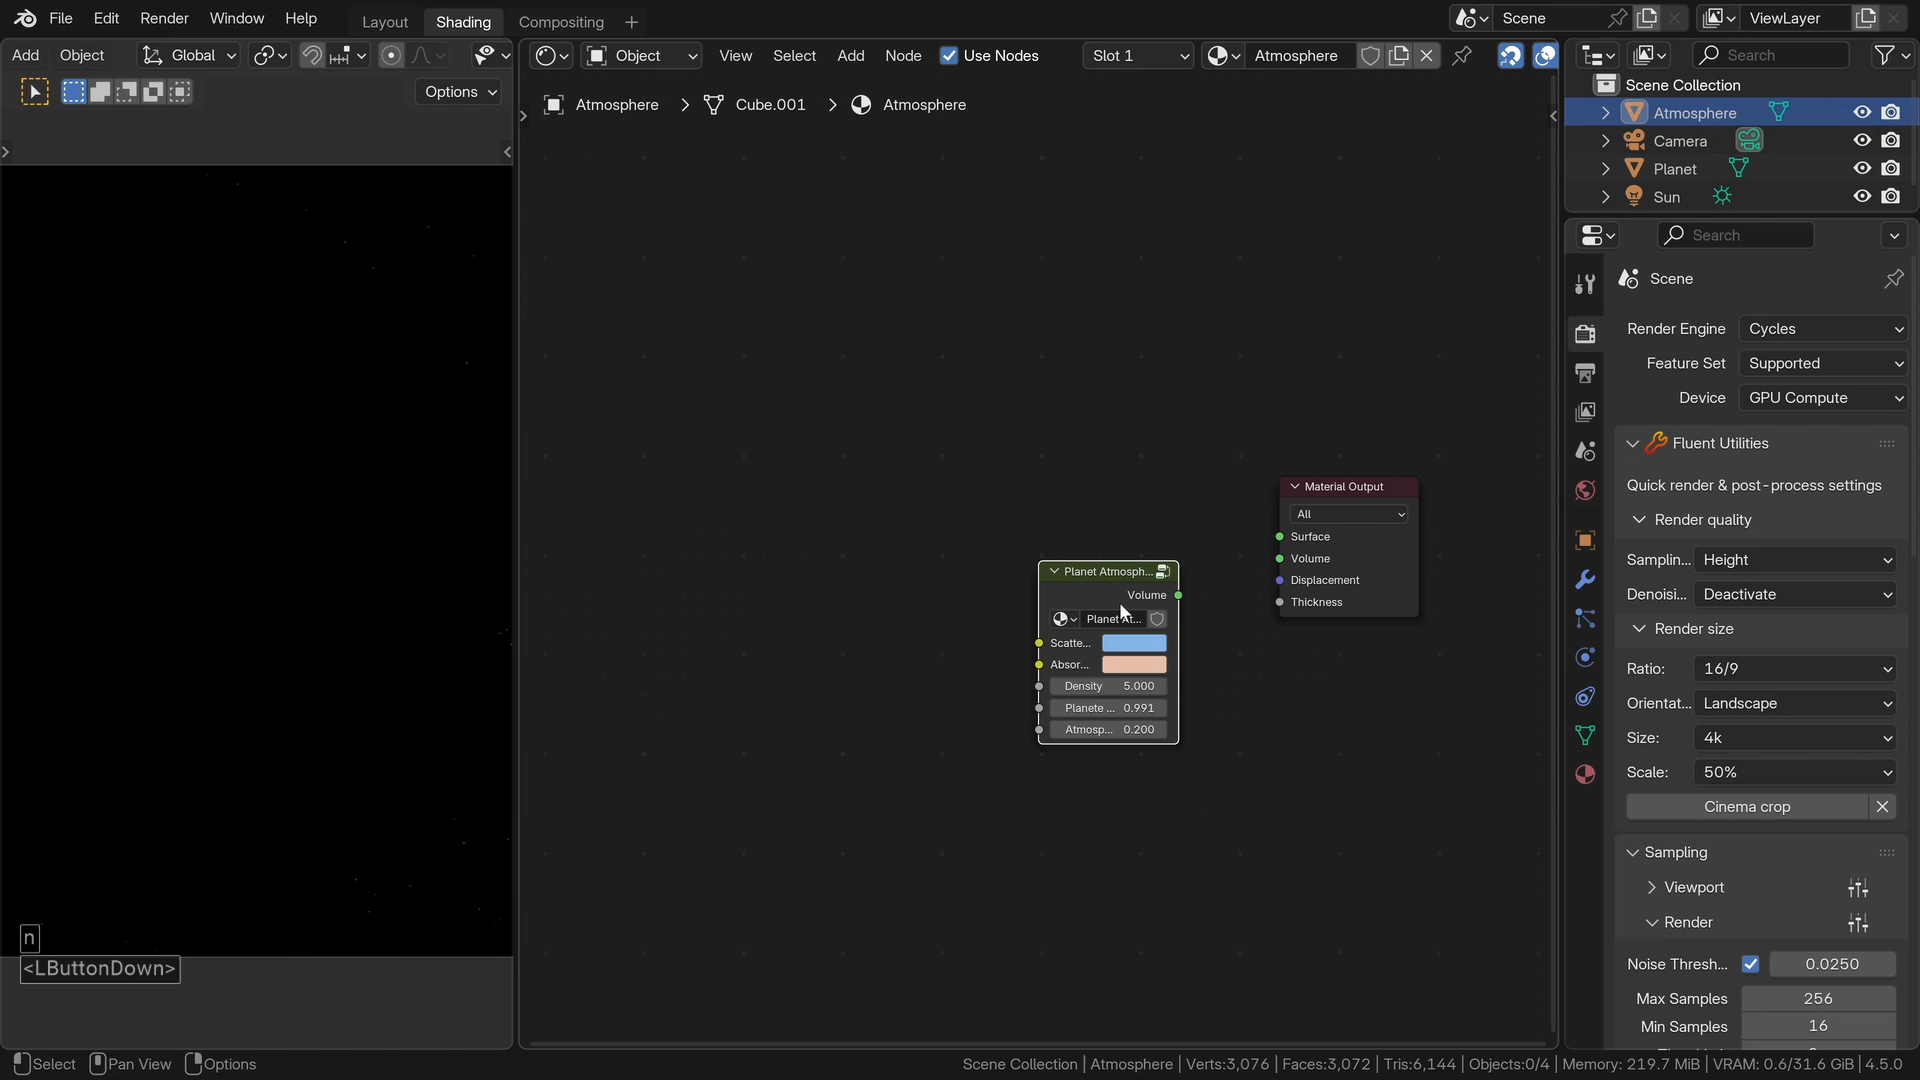 File Edit Render Window Help Layout Shading Compositing + Scene ViewLayer
Add Object Global Object View Select Add Node Use Nodes Slot 1 Atmosphere Search
Options
Atmosphere > Cube.001 > Atmosphere
Scene Collection
Atmosphere
Camera
Planet
Sun
Search
Scene
Render Engine Cycles
Feature Set Supported
Device GPU Compute
Fluent Utilities
Quick render & post-process settings
Render quality
Samplin... Height
Denoisi... Deactivate
Render size
Ratio: 16/9
Orientat... Landscape
Size: 4k
Scale: 50%
Cinema crop
Sampling
Viewport
Render
Noise Thresh... 0.0250
Max Samples 256
Min Samples 16
Material Output
All
Surface
Volume
Displacement
Thickness
Planet Atmosph...
Volume
Planet At...
Scatte...
Absor...
Density 5.000
Planete ... 0.991
Atmosp... 0.200
n
<LButtonDown>
Select Pan View Options Scene Collection | Atmosphere | Verts:3,076 | Faces:3,072 | Tris:6,144 | Objects:0/4 | Memory: 219.7 MiB | VRAM: 0.6/31.6 GiB | 4.5.0